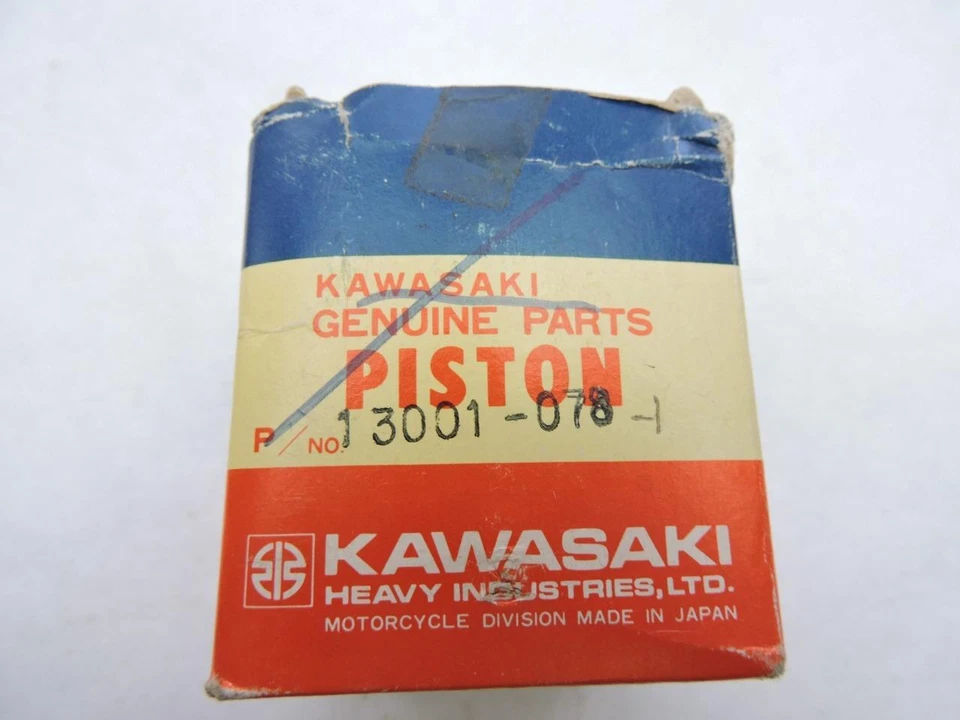 KAWASAKI
GENUINE PARTS
PISTON
P/NO. 13001-078-1
KAWASAKI
HEAVY INDUSTRIES, LTD.
MOTORCYCLE DIVISION MADE IN JAPAN